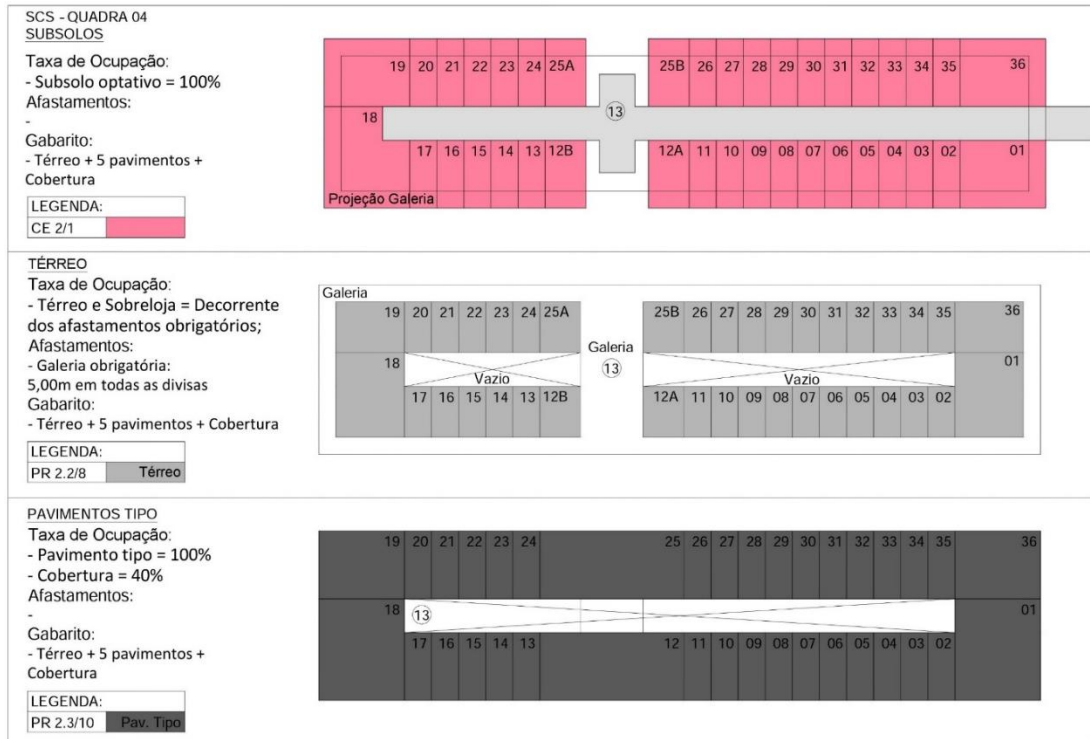 SCS - QUADRA 04
SUBSOLOS
Taxa de Ocupação:
- Subsolo optativo = 100%
Afastamentos:
-
Gabarito:
- Térreo + 5 pavimentos +
Cobertura
LEGENDA:
CE 2/1
19 20 21 22 23 24 25A 25B 26 27 28 29 30 31 32 33 34 35 36
18 13
17 16 15 14 13 12B 12A 11 10 09 08 07 06 05 04 03 02 01
Projeção Galeria
TÉRREO
Taxa de Ocupação:
- Térreo e Sobreloja = Decorrente
dos afastamentos obrigatórios;
Afastamentos:
- Galeria obrigatória:
5,00m em todas as divisas
Gabarito:
- Térreo + 5 pavimentos + Cobertura
LEGENDA:
PR 2.2/8 Térreo
Galeria
19 20 21 22 23 24 25A 25B 26 27 28 29 30 31 32 33 34 35 36
Galeria
18 13 01
Vazio Vazio
17 16 15 14 13 12B 12A 11 10 09 08 07 06 05 04 03 02
PAVIMENTOS TIPO
Taxa de Ocupação:
- Pavimento tipo = 100%
- Cobertura = 40%
Afastamentos:
-
Gabarito:
- Térreo + 5 pavimentos +
Cobertura
LEGENDA:
PR 2.3/10 Pav. Tipo
19 20 21 22 23 24 25 26 27 28 29 30 31 32 33 34 35 36
18 13 01
17 16 15 14 13 12 11 10 09 08 07 06 05 04 03 02